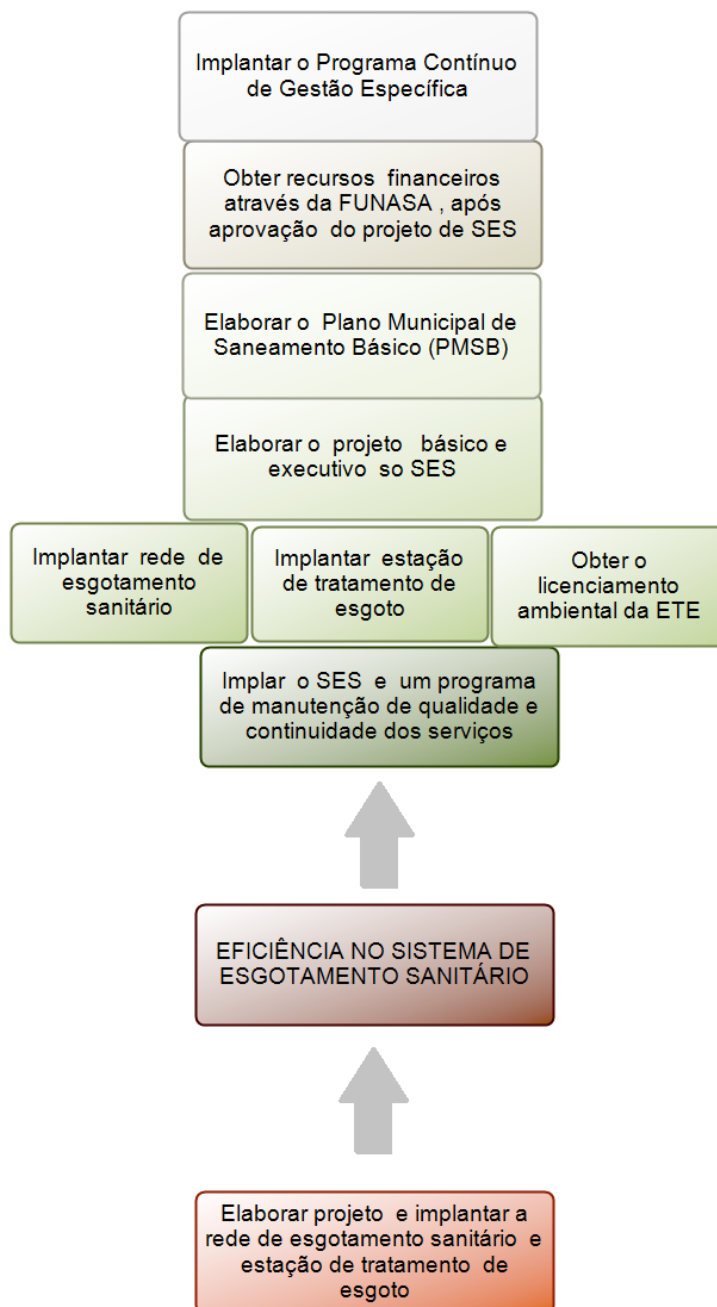 Implantar o Programa Contínuo
de Gestão Específica
Obter recursos financeiros
através da FUNASA , após
aprovação do projeto de SES
Elaborar o Plano Municipal de
Saneamento Básico (PMSB)
Elaborar o projeto básico e
executivo so SES
Implantar rede de
esgotamento
sanitário
Implantar estação
de tratamento de
esgoto
Obter o
licenciamento
ambiental da ETE
Implar o SES e um programa
de manutenção de qualidade e
continuidade dos serviços
EFICIÊNCIA NO SISTEMA DE
ESGOTAMENTO SANITÁRIO
Elaborar projeto e implantar a
rede de esgotamento sanitário e
estação de tratamento de
esgoto